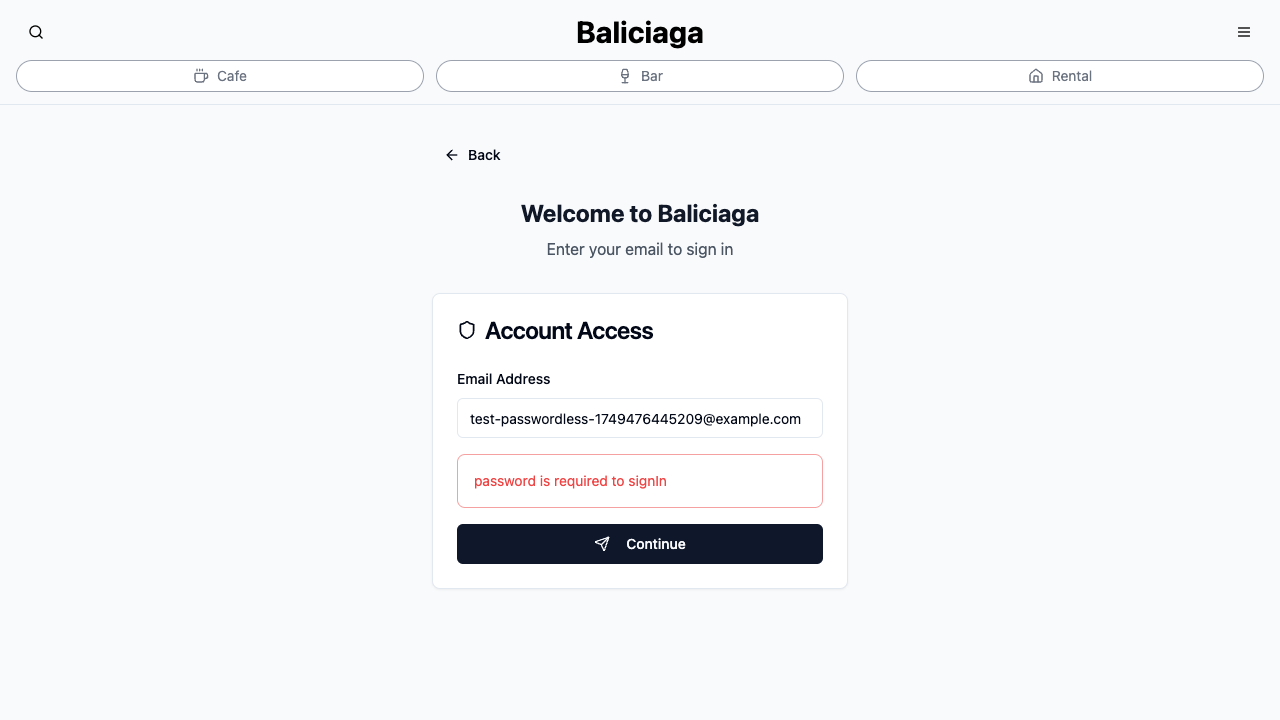 Baliciaga
Cafe
Bar
Rental
Back
Welcome to Baliciaga
Enter your email to sign in
Account Access
Email Address
test-passwordless-1749476445209@example.com
password is required to signIn
Continue